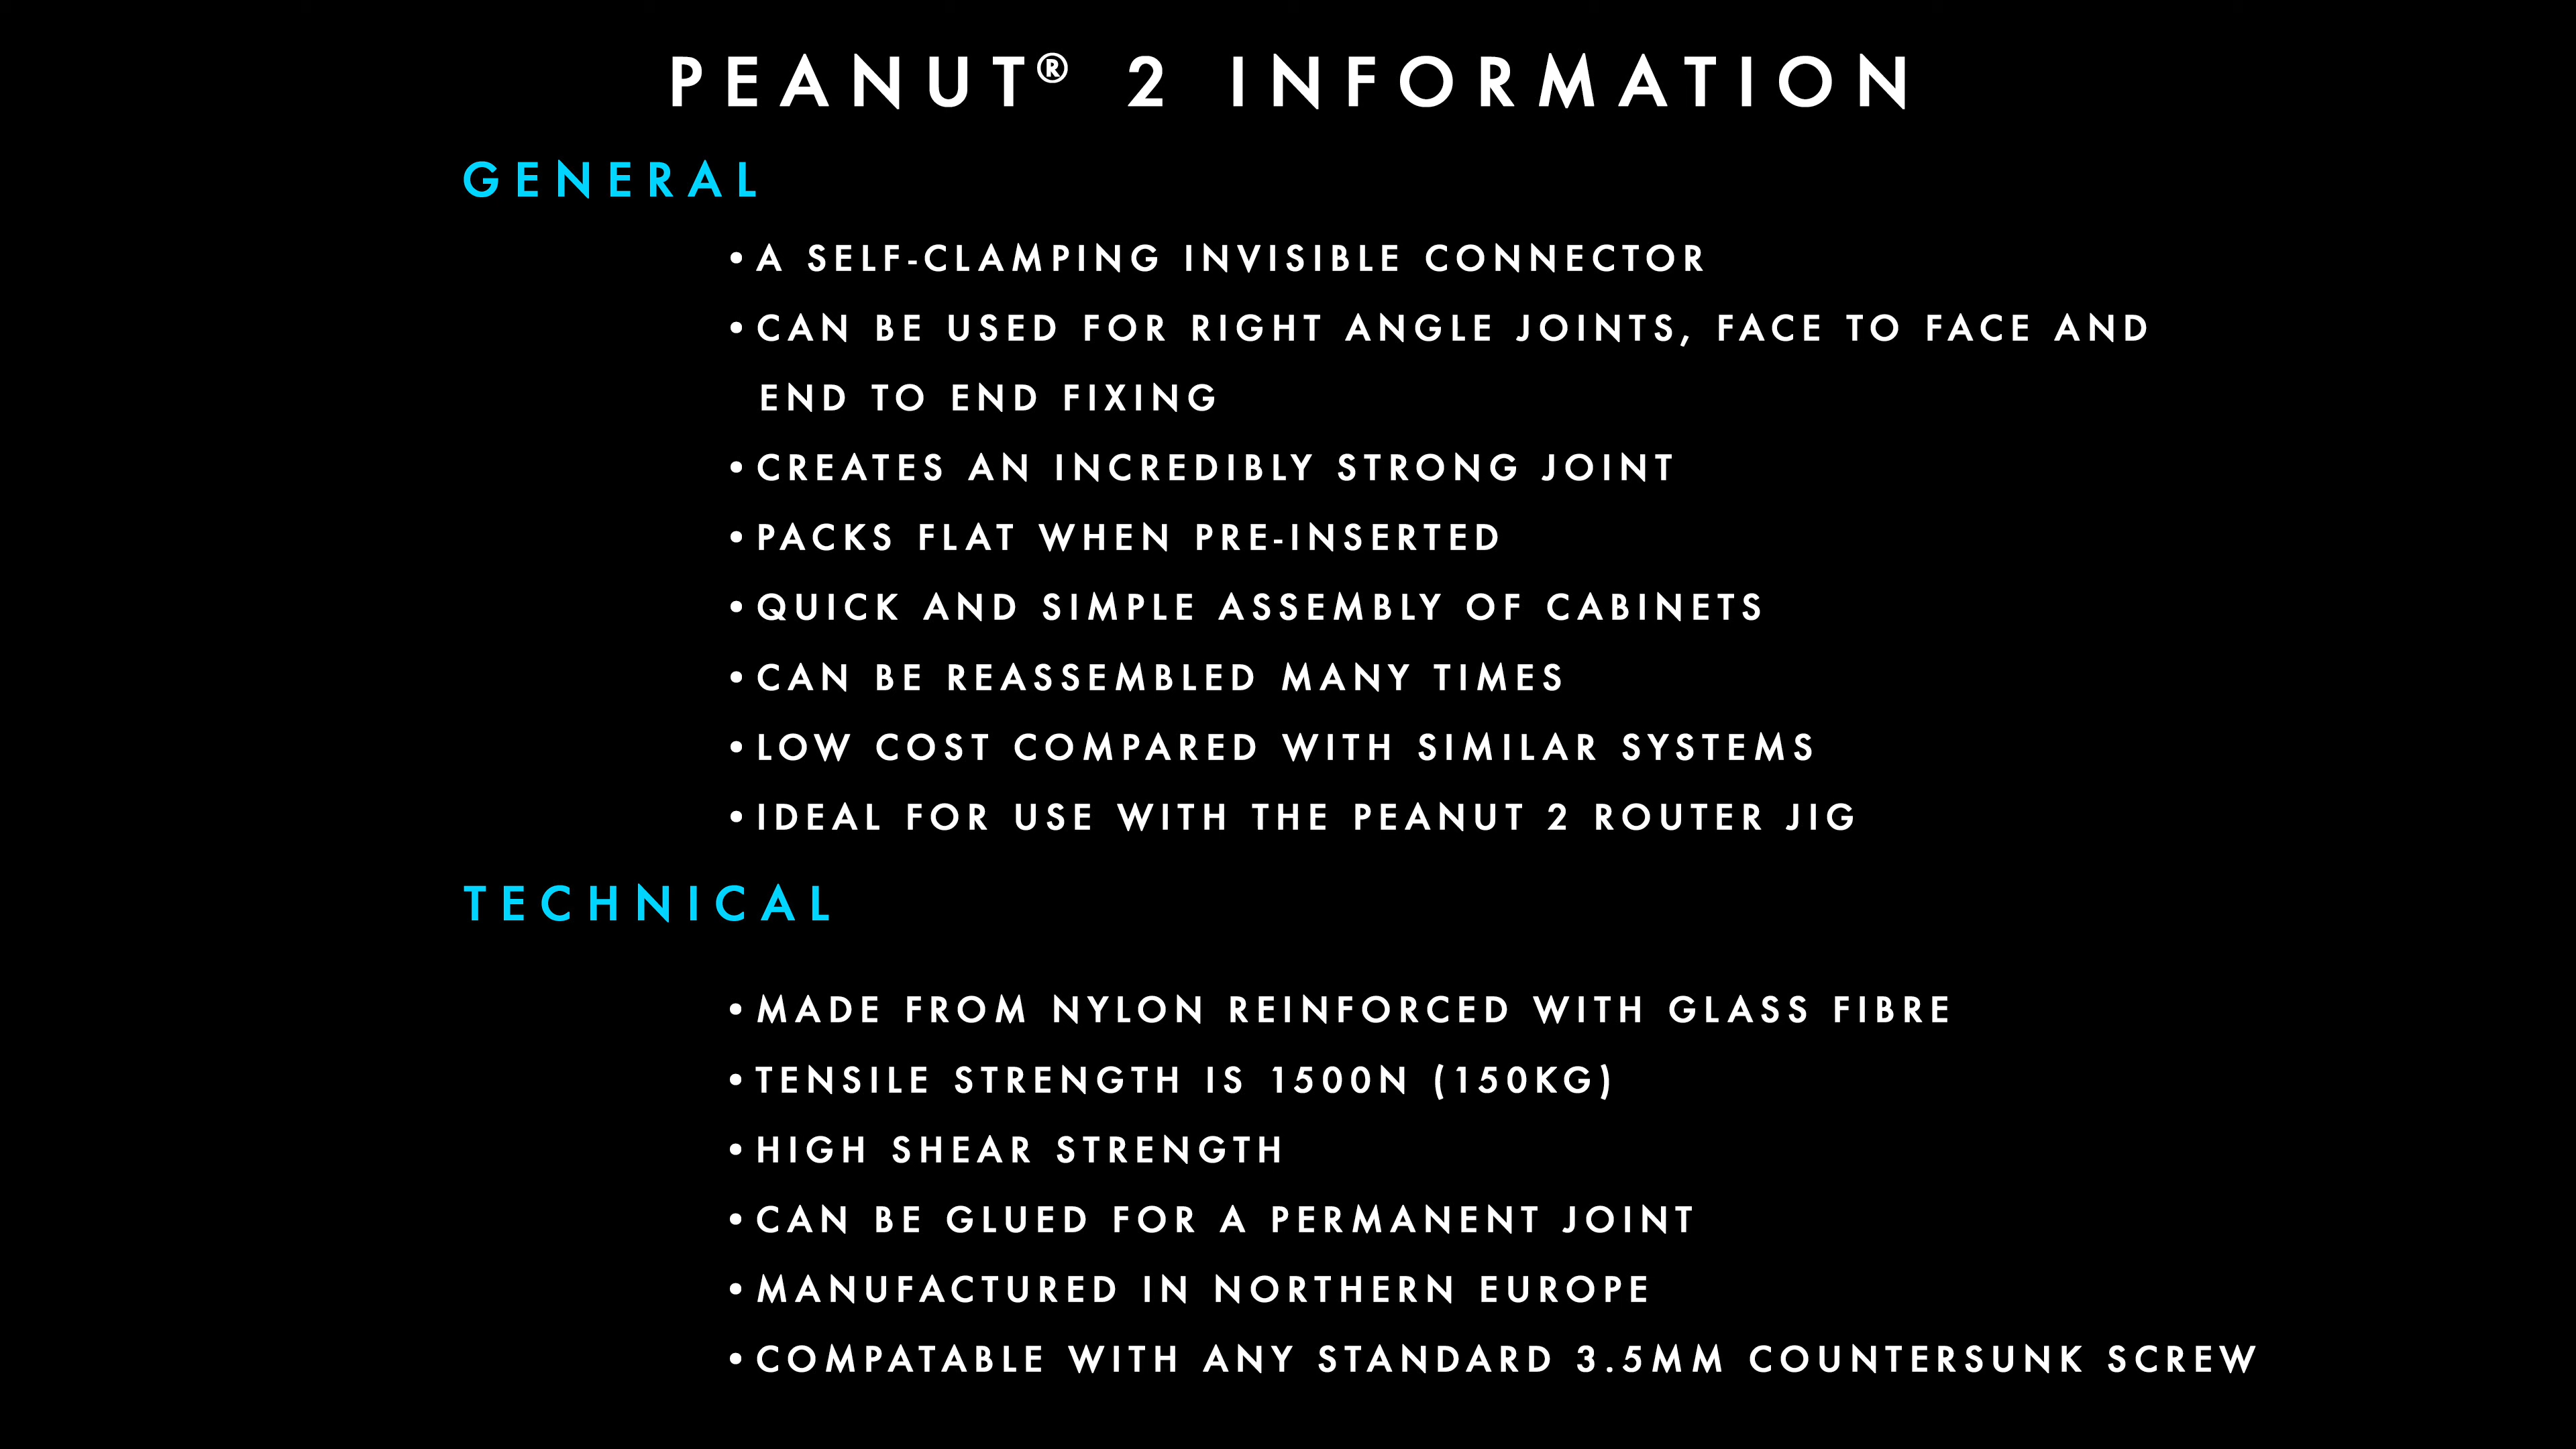 PEANUT® 2 INFORMATION
GENERAL
•A SELF-CLAMPING INVISIBLE CONNECTOR
•CAN BE USED FOR RIGHT ANGLE JOINTS, FACE TO FACE AND
END TO END FIXING
•CREATES AN INCREDIBLY STRONG JOINT
•PACKS FLAT WHEN PRE-INSERTED
•QUICK AND SIMPLE ASSEMBLY OF CABINETS
•CAN BE REASSEMBLED MANY TIMES
•LOW COST COMPARED WITH SIMILAR SYSTEMS
•IDEAL FOR USE WITH THE PEANUT 2 ROUTER JIG
TECHNICAL
•MADE FROM NYLON REINFORCED WITH GLASS FIBRE
•TENSILE STRENGTH IS 1500N (150KG)
•HIGH SHEAR STRENGTH
•CAN BE GLUED FOR A PERMANENT JOINT
•MANUFACTURED IN NORTHERN EUROPE
•COMPATABLE WITH ANY STANDARD 3.5MM COUNTERSUNK SCREW